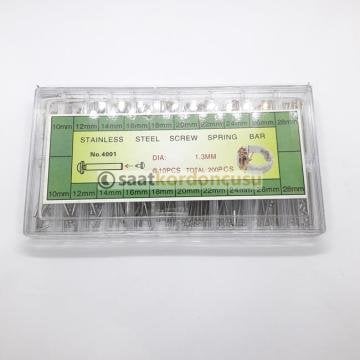 10mm 12mm 14mm 16mm 18mm 20mm 22mm 24mm 26mm 28mm
STAINLESS STEEL SCREW SPRING BAR
No.4001
DIA: 1.3MM
@10PCS TOTAL 200PCS
saatkordoncusu
10mm 12mm 14mm 16mm 18mm 20mm 22mm 24mm 26mm 28mm